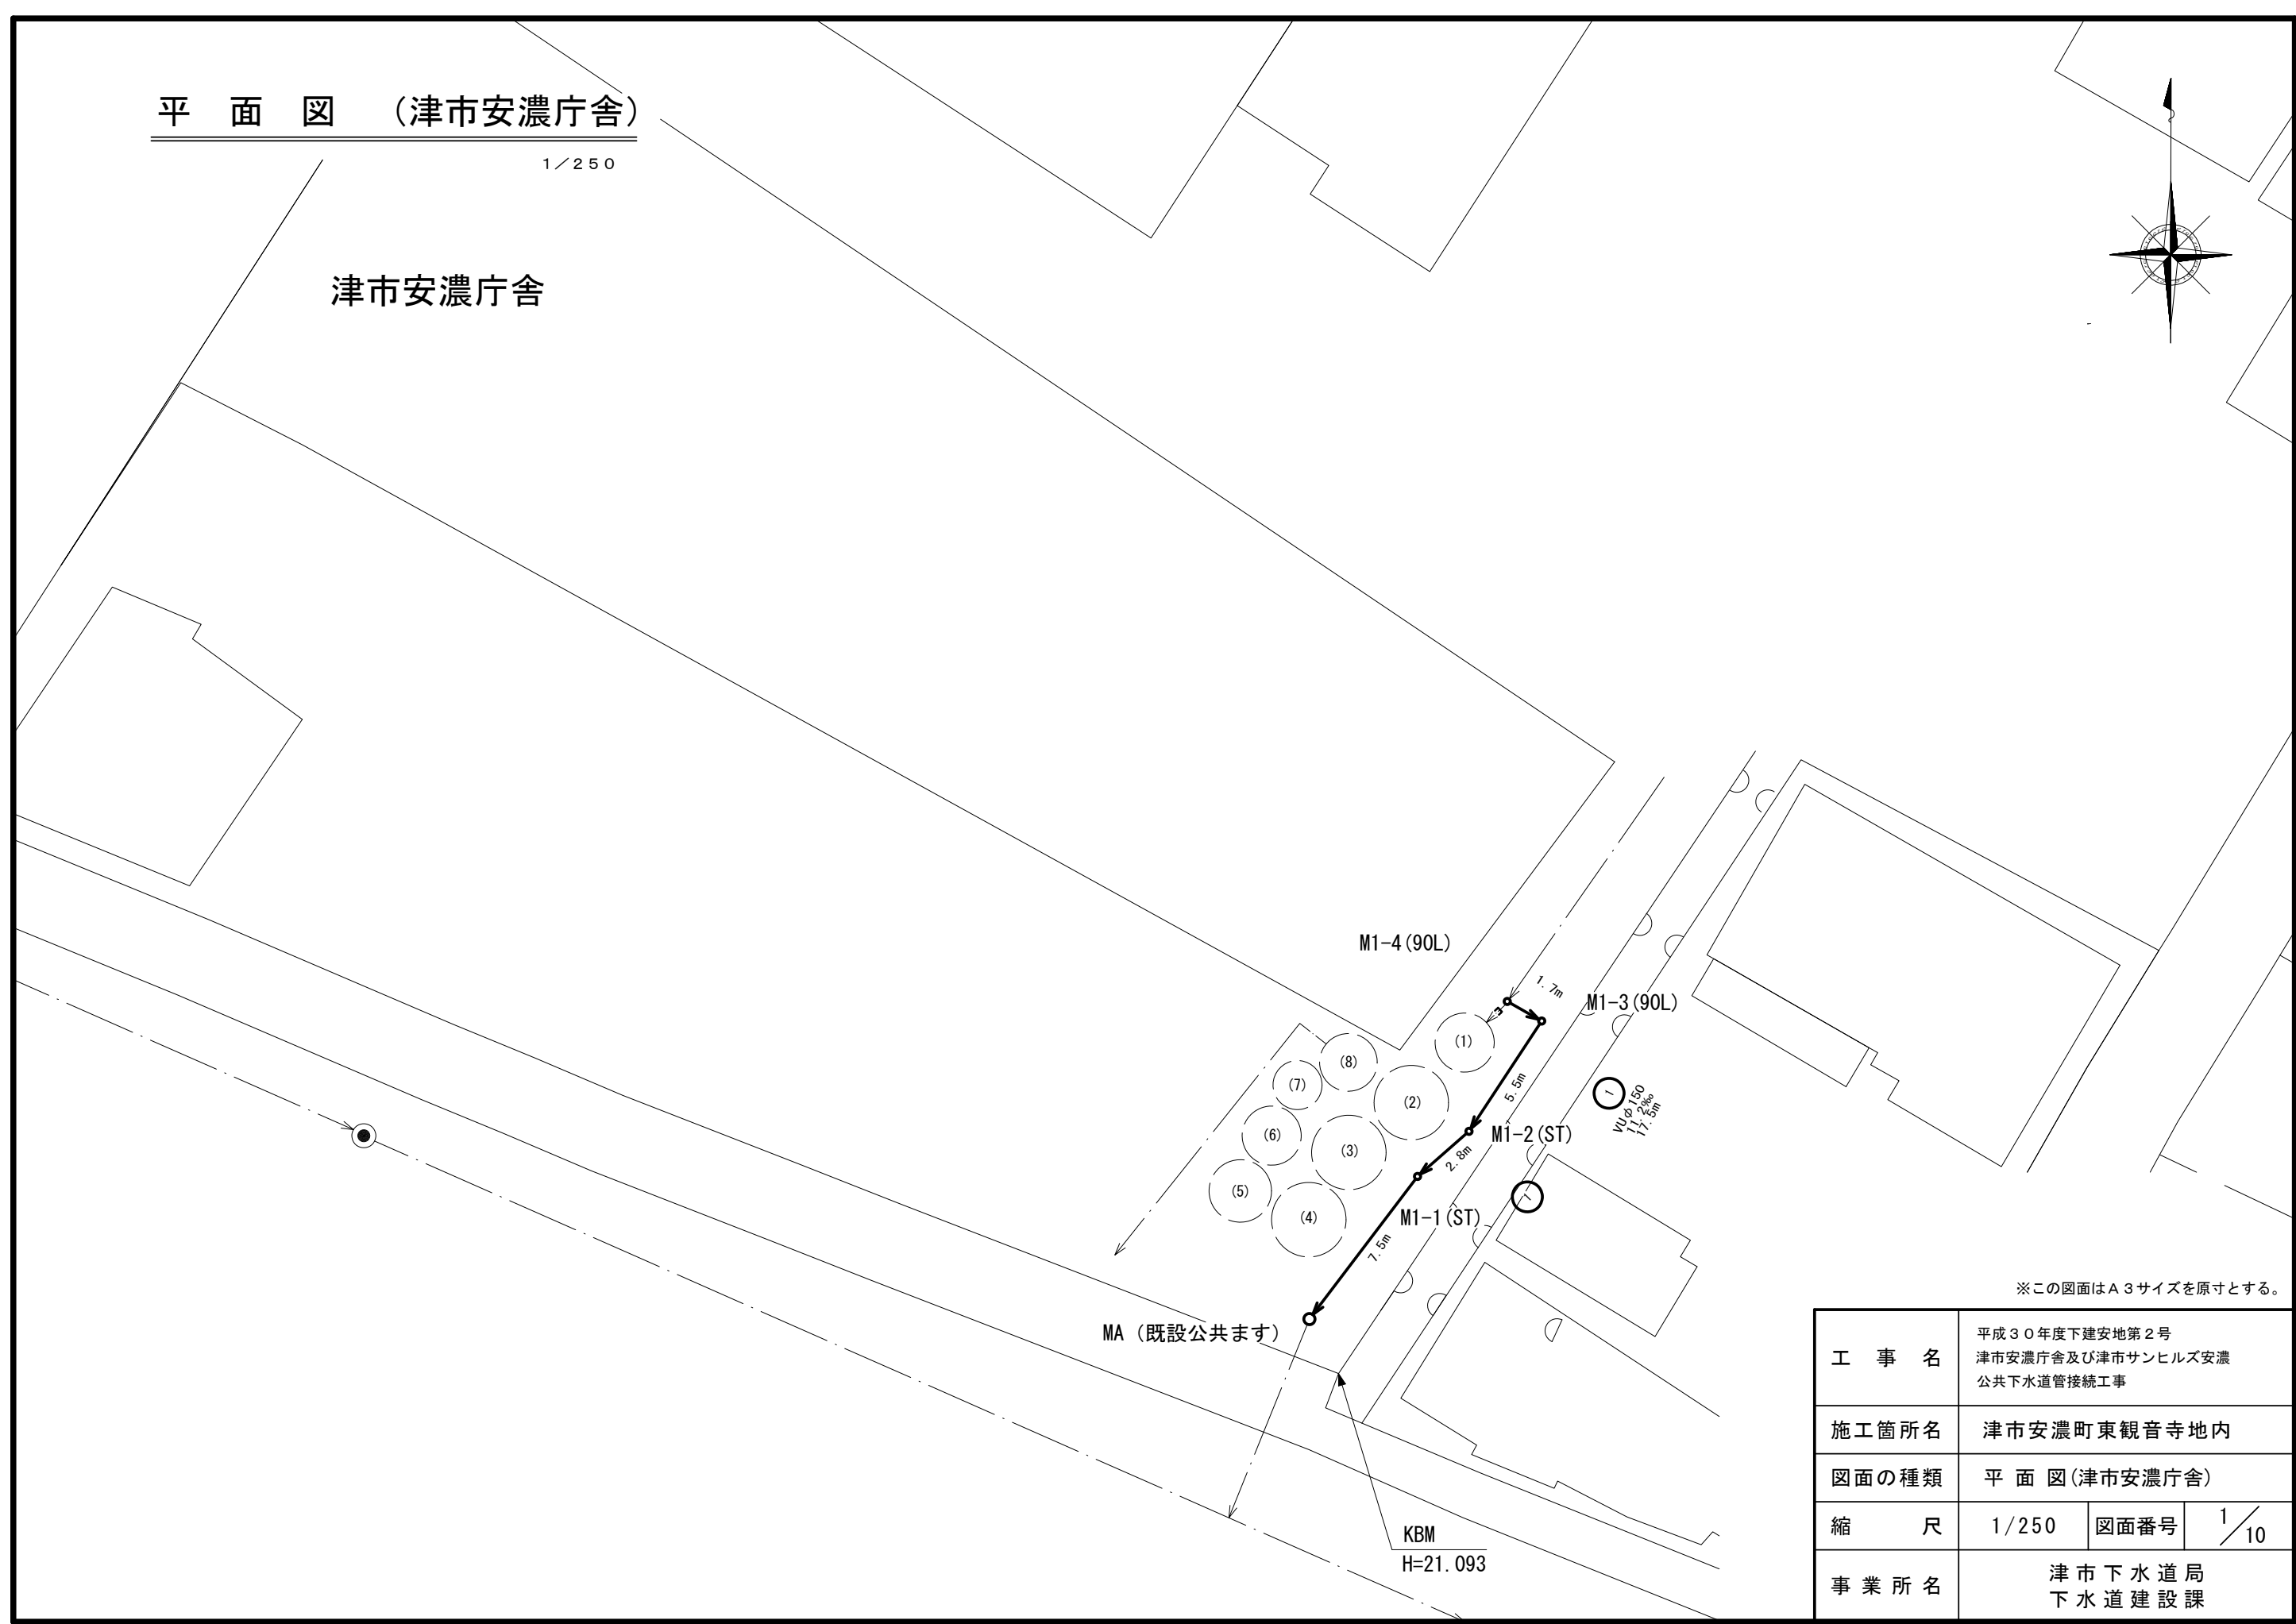 平　面　図　（津市安濃庁舎）
１／２５０
津市安濃庁舎
M1-4(90L)
1.7m
M1-3(90L)
(1)
(8)
(7)
(2)
5.5m
1
VUφ150
11.2‰
17.5m
(6)
(3)
M1-2(ST)
2.8m
(5)
(4)
1
M1-1(ST)
7.5m
MA（既設公共ます）
KBM
H=21.093
※この図面はＡ３サイズを原寸とする。
工　事　名
平成３０年度下建安地第２号
津市安濃庁舎及び津市サンヒルズ安濃
公共下水道管接続工事
施工箇所名　津市安濃町東観音寺地内
図面の種類　平　面　図(津市安濃庁舎)
縮　　　尺　1/250　図面番号　1／10
事 業 所 名
津市下水道局
下水道建設課